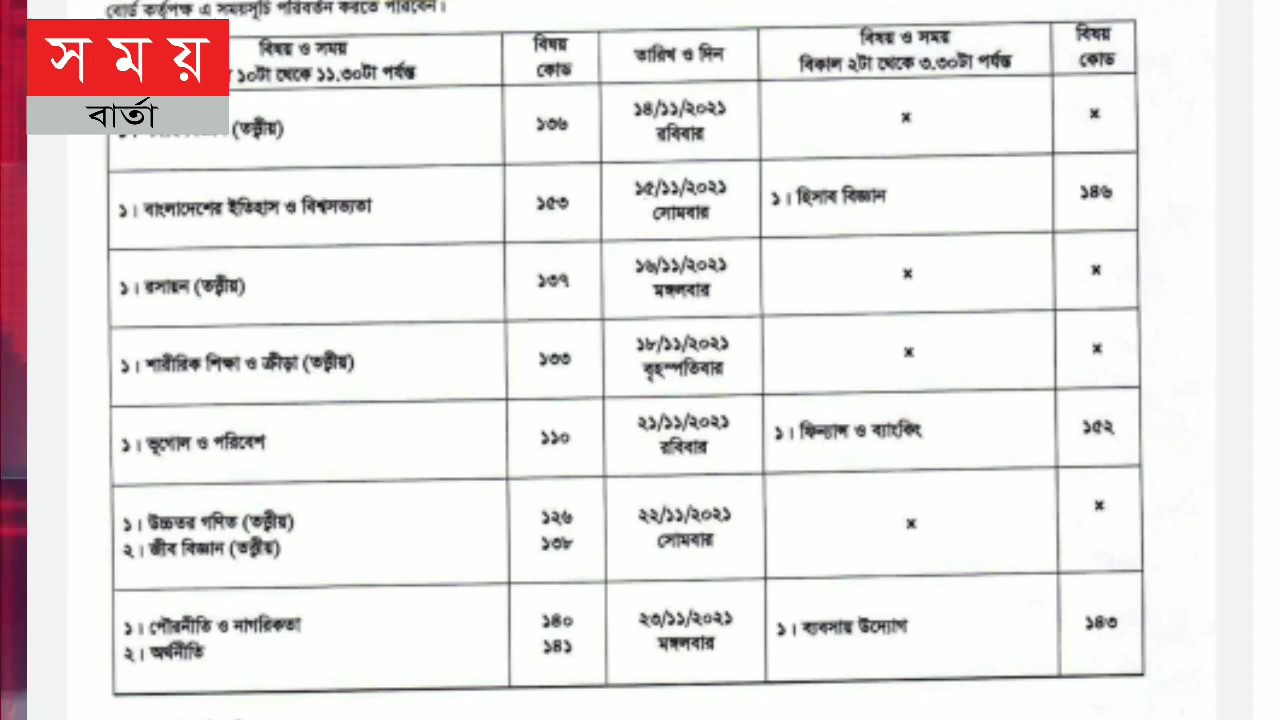 বোর্ড কর্তৃপক্ষ এ সময়সূচি পরিবর্তন করতে পারবেন।
সময়
বার্তা
বিষয় ও সময়
১০টা থেকে ১১.৩০টা পর্যন্ত
বিষয়
কোড
তারিখ ও দিন
বিষয় ও সময়
বিকাল ২টা থেকে ৩.৩০টা পর্যন্ত
বিষয়
কোড
(তত্ত্বীয়)
১৩৬
১৪/১১/২০২১
রবিবার
x
x
১। বাংলাদেশের ইতিহাস ও বিশ্বসভ্যতা
১৫৩
১৫/১১/২০২১
সোমবার
১। হিসাব বিজ্ঞান
১৪৬
১। রসায়ন (তত্ত্বীয়)
১৩৭
১৬/১১/২০২১
মঙ্গলবার
x
x
১। শারীরিক শিক্ষা ও ক্রীড়া (তত্ত্বীয়)
১৩৩
১৮/১১/২০২১
বৃহস্পতিবার
x
x
১। ভূগোল ও পরিবেশ
১১০
২১/১১/২০২১
রবিবার
১। ফিন্যান্স ও ব্যাংকিং
১৫২
১। উচ্চতর গণিত (তত্ত্বীয়)
২। জীব বিজ্ঞান (তত্ত্বীয়)
১২৬
১৩৮
২২/১১/২০২১
সোমবার
x
x
১। পৌরনীতি ও নাগরিকতা
২। অর্থনীতি
১৪০
১৪১
২৩/১১/২০২১
মঙ্গলবার
১। ব্যবসায় উদ্যোগ
১৪৩